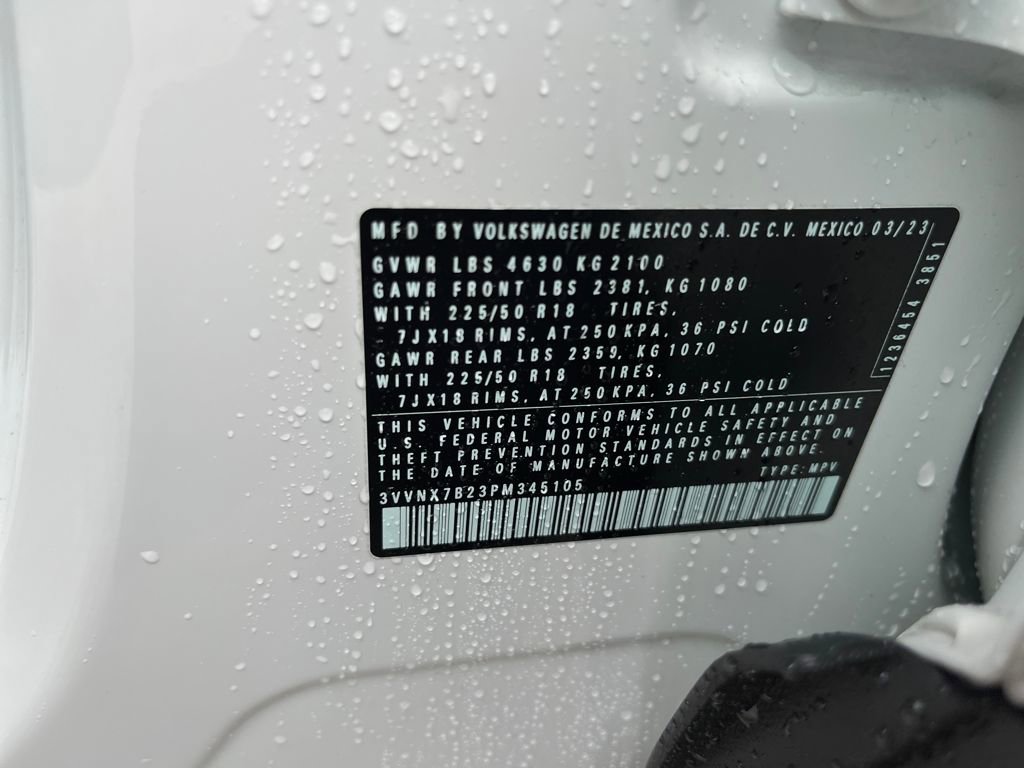 MFD BY VOLKSWAGEN DE MEXICO S.A. DE C.V. MEXICO 03/23
GVWR LBS 4630 KG 2100
GAWR FRONT LBS 2381, KG 1080
WITH 225/50 R18 TIRES,
7JX18 RIMS, AT 250 KPA, 36 PSI COLD
GAWR REAR LBS 2359, KG 1070
WITH 225/50 R18 TIRES,
7JX18 RIMS, AT 250 KPA, 36 PSI COLD
1236454 3851
THIS VEHICLE CONFORMS TO ALL APPLICABLE
U.S. FEDERAL MOTOR VEHICLE SAFETY AND
THEFT PREVENTION STANDARDS IN EFFECT ON
THE DATE OF MANUFACTURE SHOWN ABOVE.
TYPE: MPV
3VVNX7B23PM345105